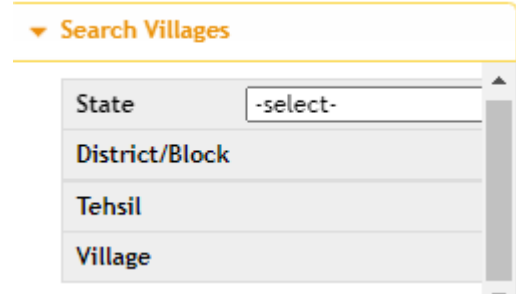 Search Villages
State -select-
District/Block
Tehsil
Village